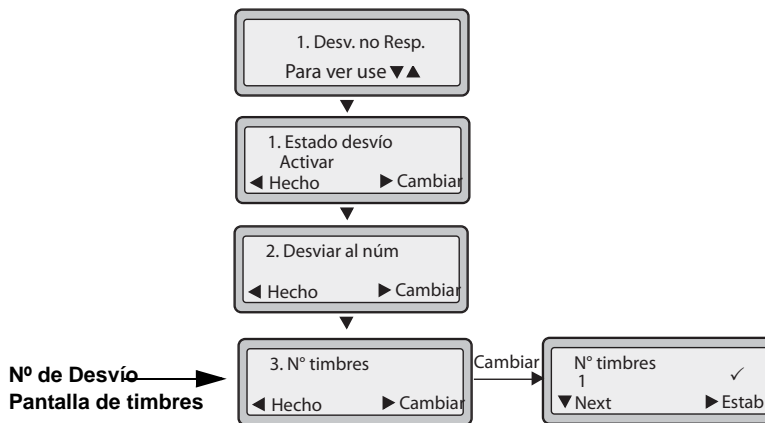 1. Desv. no Resp.
Para ver use ▼▲
1. Estado desvío
Activar
◀ Hecho ▶ Cambiar
2. Desviar al núm
◀ Hecho ▶ Cambiar
Nº de Desvío
Pantalla de timbres
3. N° timbres
◀ Hecho ▶ Cambiar
Cambiar
N° timbres
1 ✓
▼ Next ▶ Estab